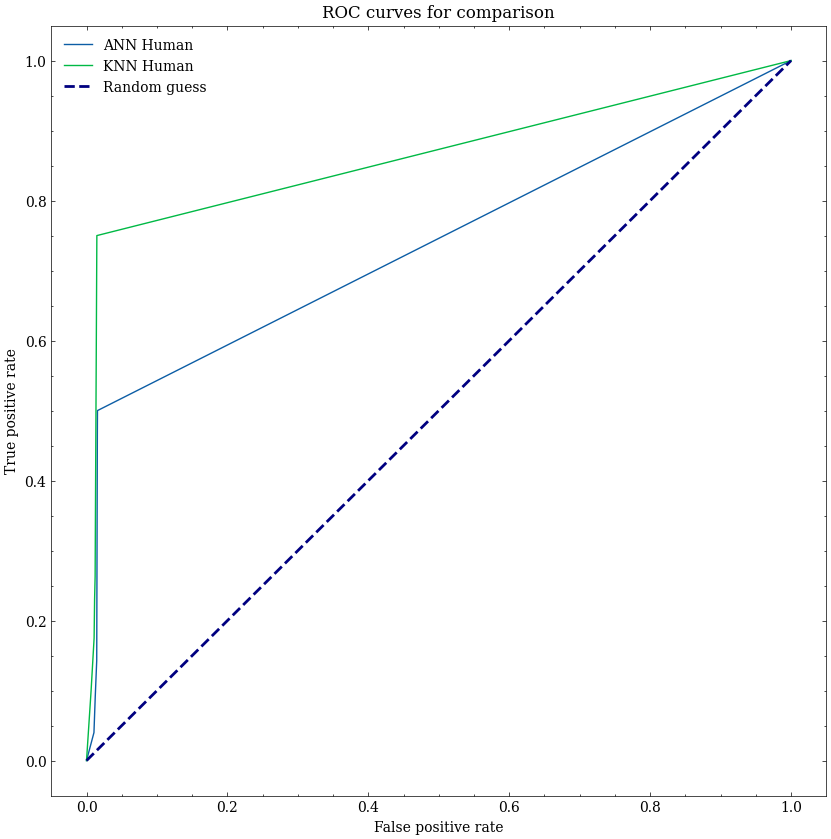 ROC curves for comparison
ANN Human
KNN Human
Random guess
1.0
0.8
0.6
0.4
0.2
0.0
True positive rate
0.0 0.2 0.4 0.6 0.8 1.0
False positive rate